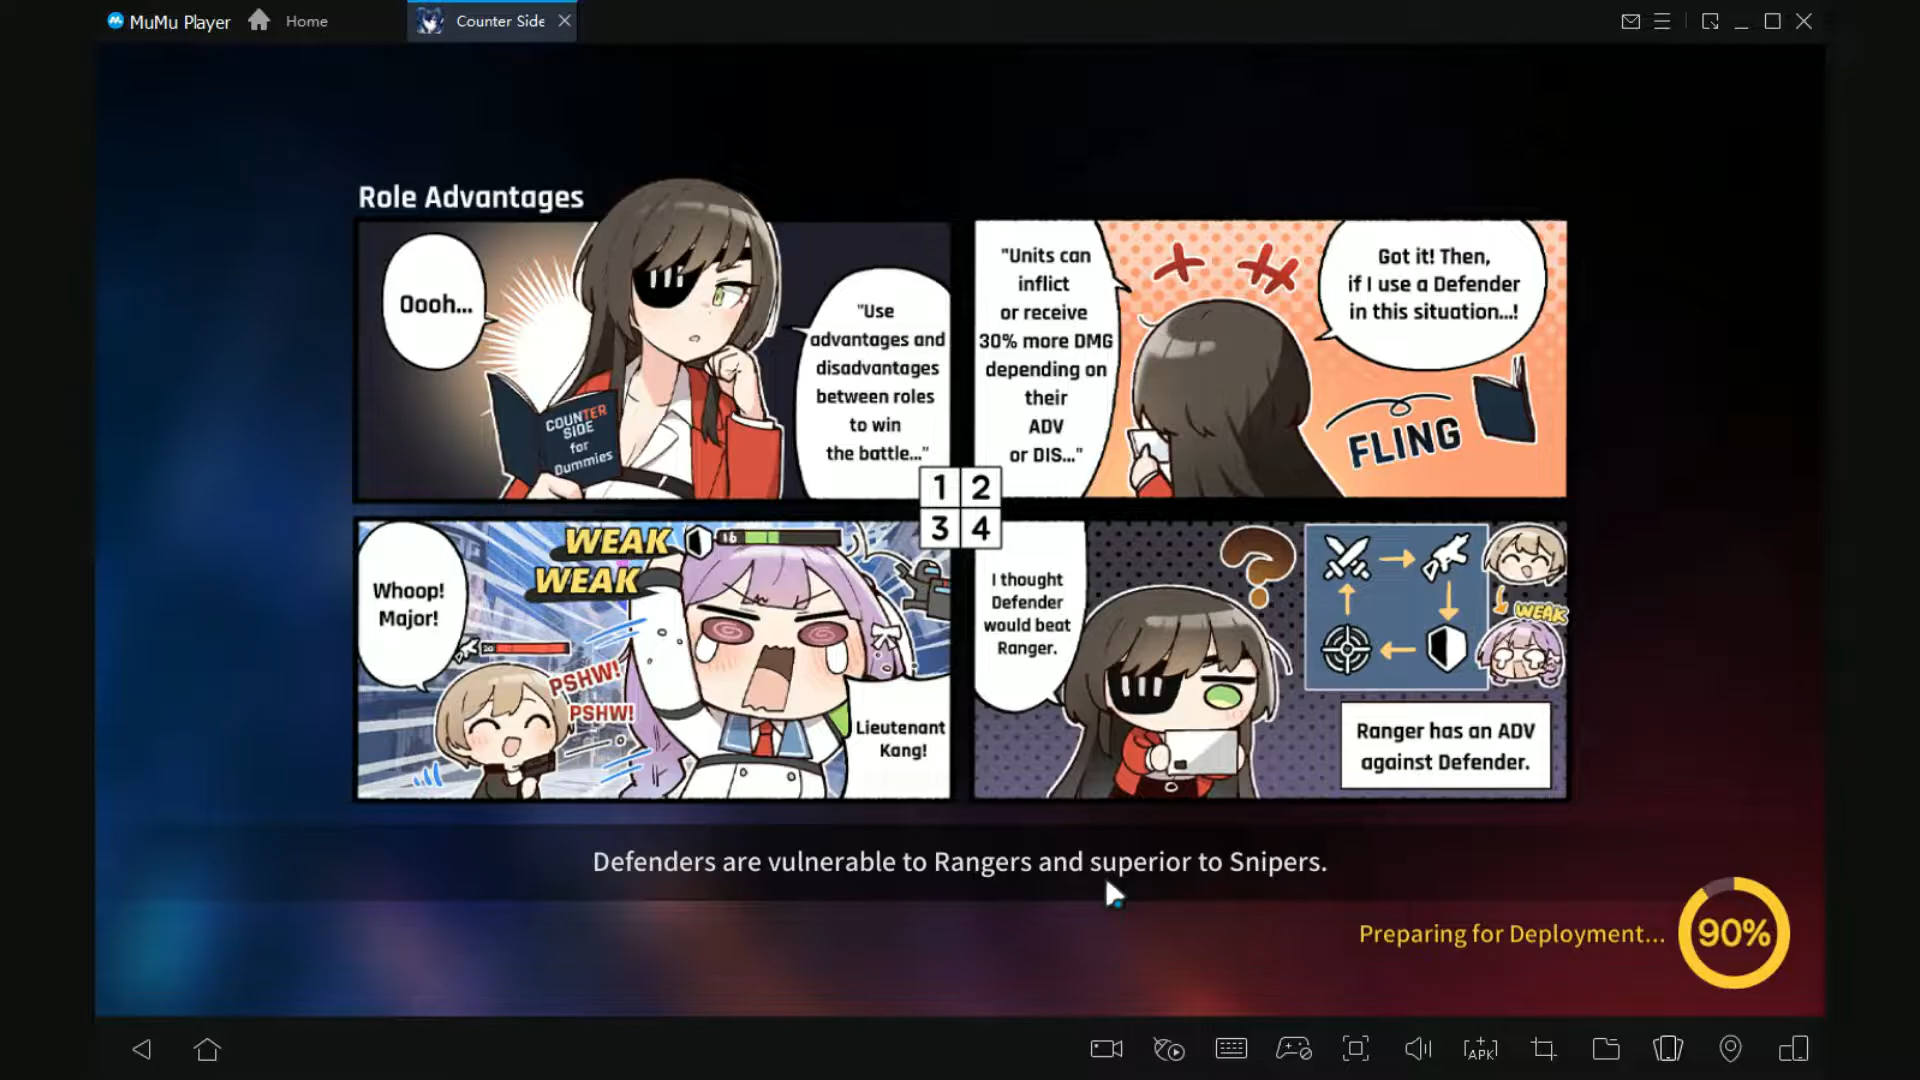 MuMu Player
Home
Counter Side
Role Advantages
Oooh...
COUNTER
SIDE
for
Dummies
"Use
advantages and
disadvantages
between roles
to win
the battle..."
"Units can
inflict
or receive
30% more DMG
depending on
their
ADV
or DIS..."
Got it! Then,
if I use a Defender
in this situation...!
FLING
1 2
3 4
Whoop!
Major!
WEAK
WEAK
16
20
PSHW!
PSHW!
Lieutenant
Kang!
I thought
Defender
would beat
Ranger.
?
WEAK
Ranger has an ADV
against Defender.
Defenders are vulnerable to Rangers and superior to Snipers.
Preparing for Deployment...
90%
APK